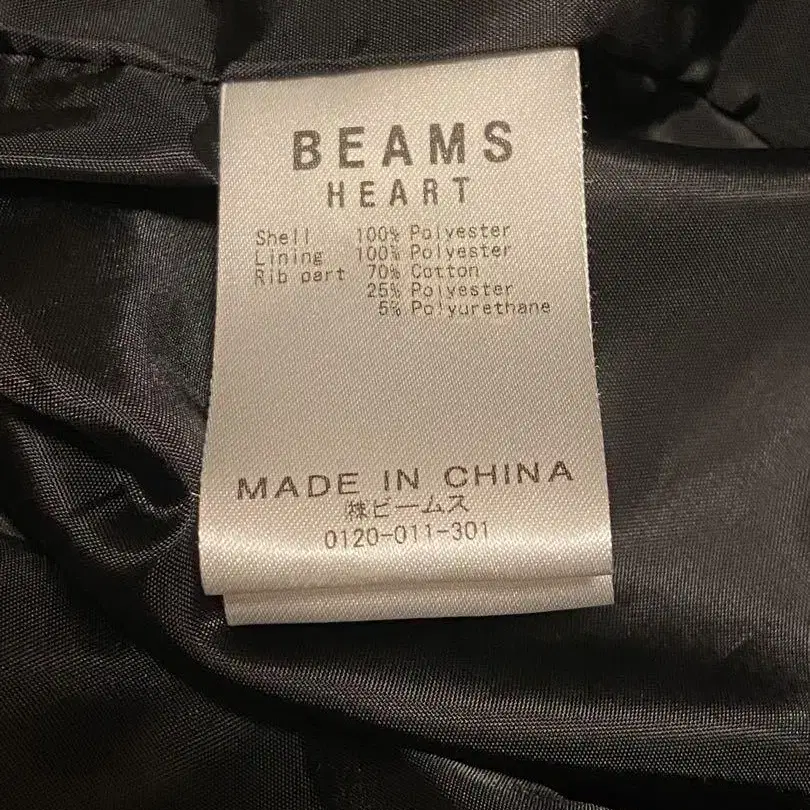 BEAMS
HEART
Shell 100% Polyester
Lining 100% Polyester
Rib part 70% Cotton
25% Polyester
5% Polyurethane
MADE IN CHINA
㈱ビームス
0120-011-301